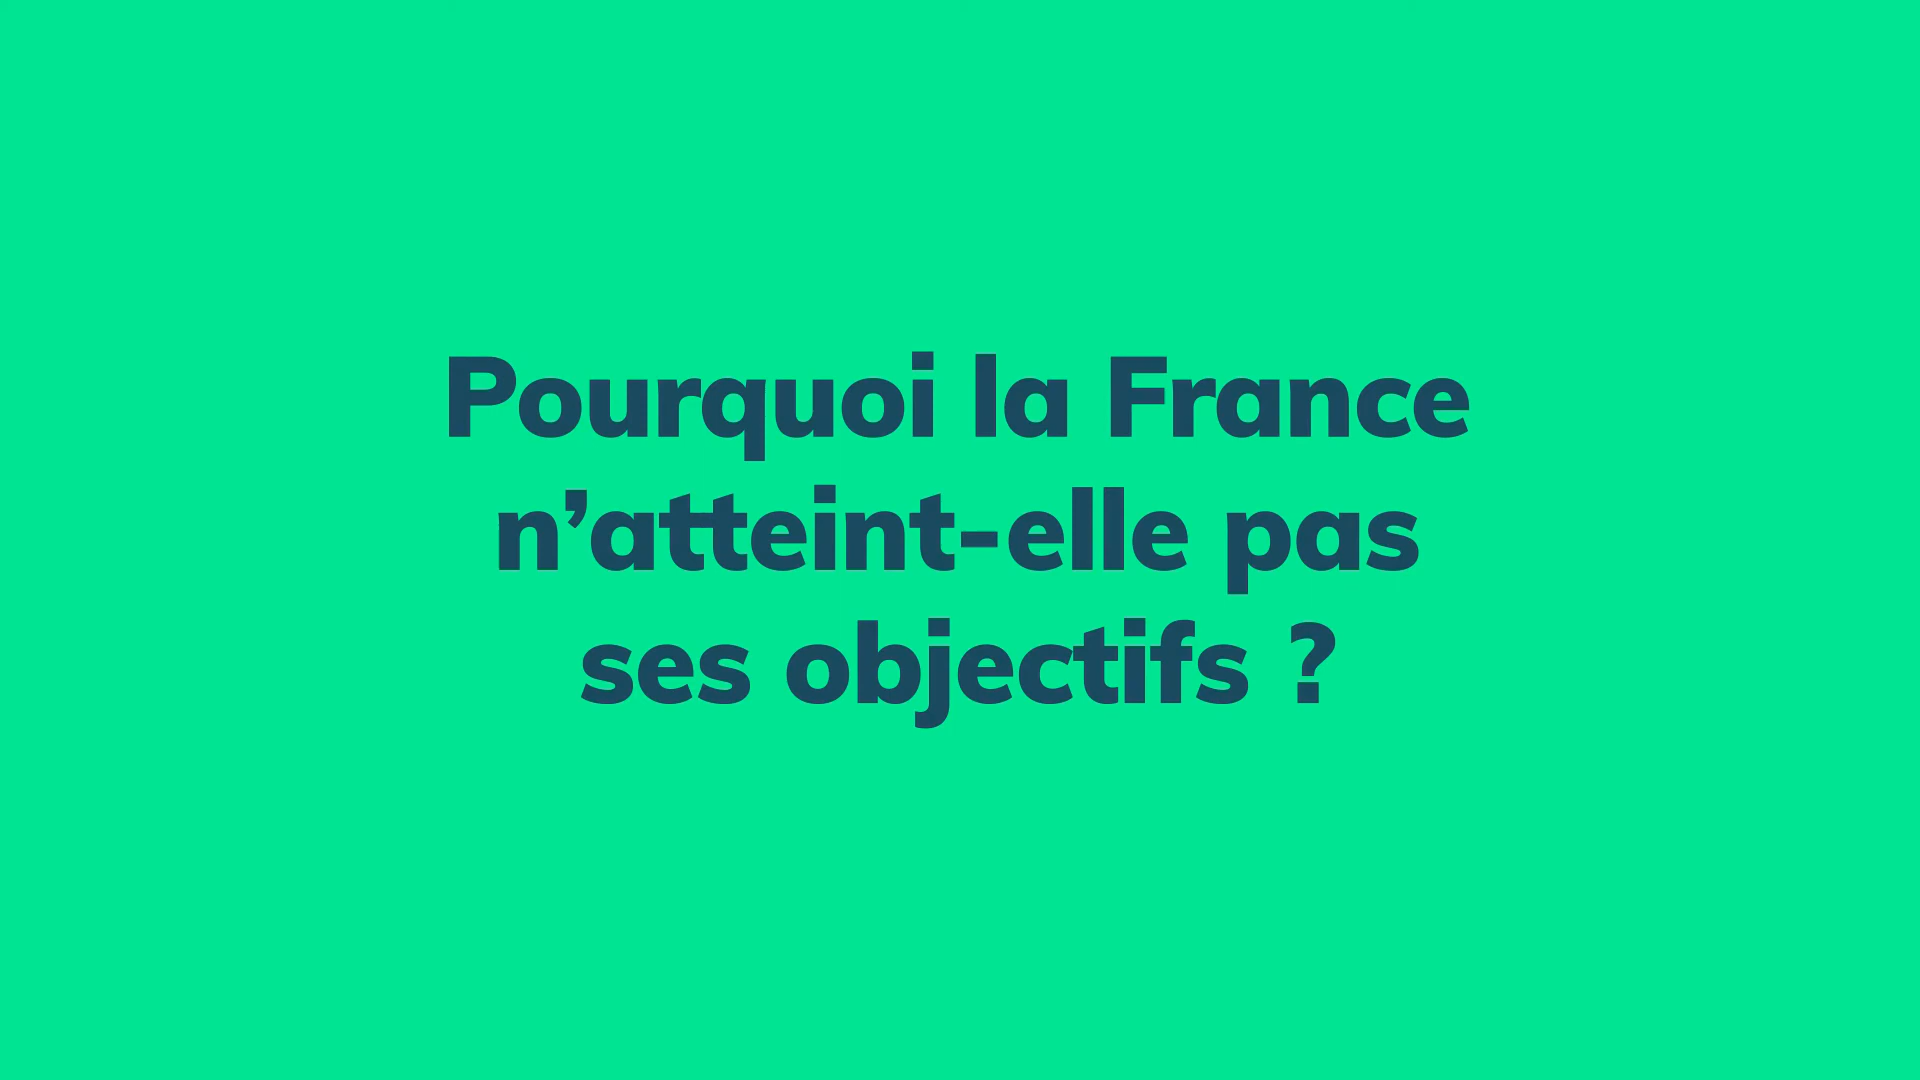 Pourquoi la France
n’atteint-elle pas
ses objectifs ?